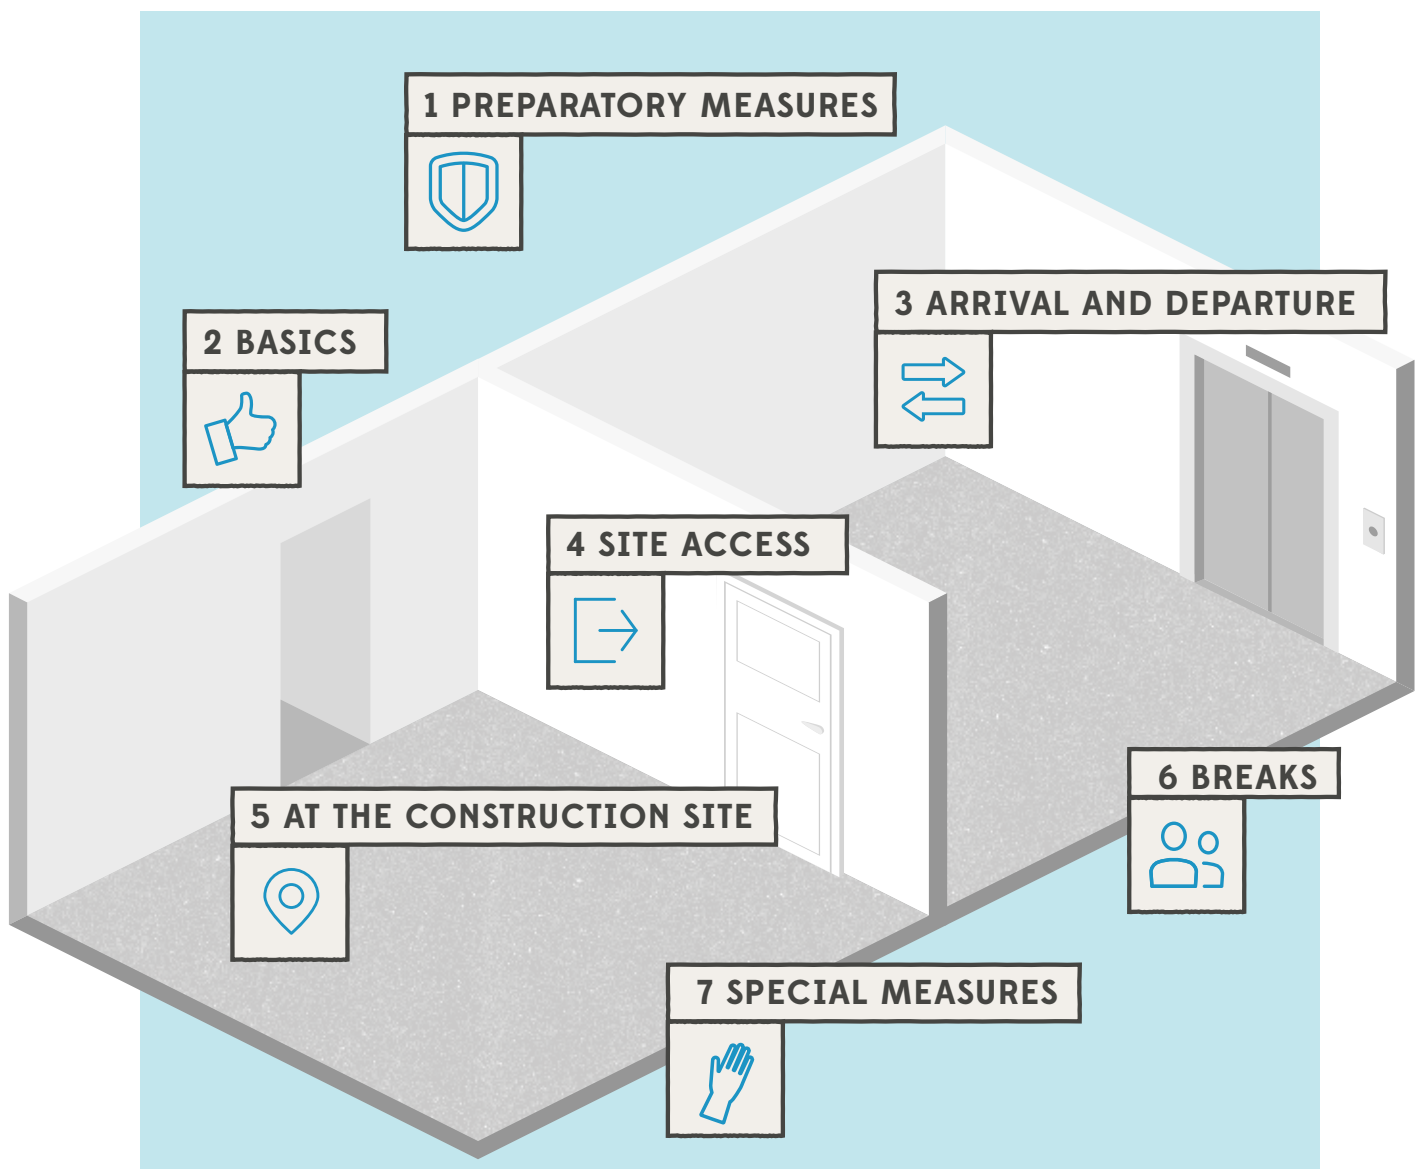 1 PREPARATORY MEASURES
2 BASICS
3 ARRIVAL AND DEPARTURE
4 SITE ACCESS
5 AT THE CONSTRUCTION SITE
6 BREAKS
7 SPECIAL MEASURES